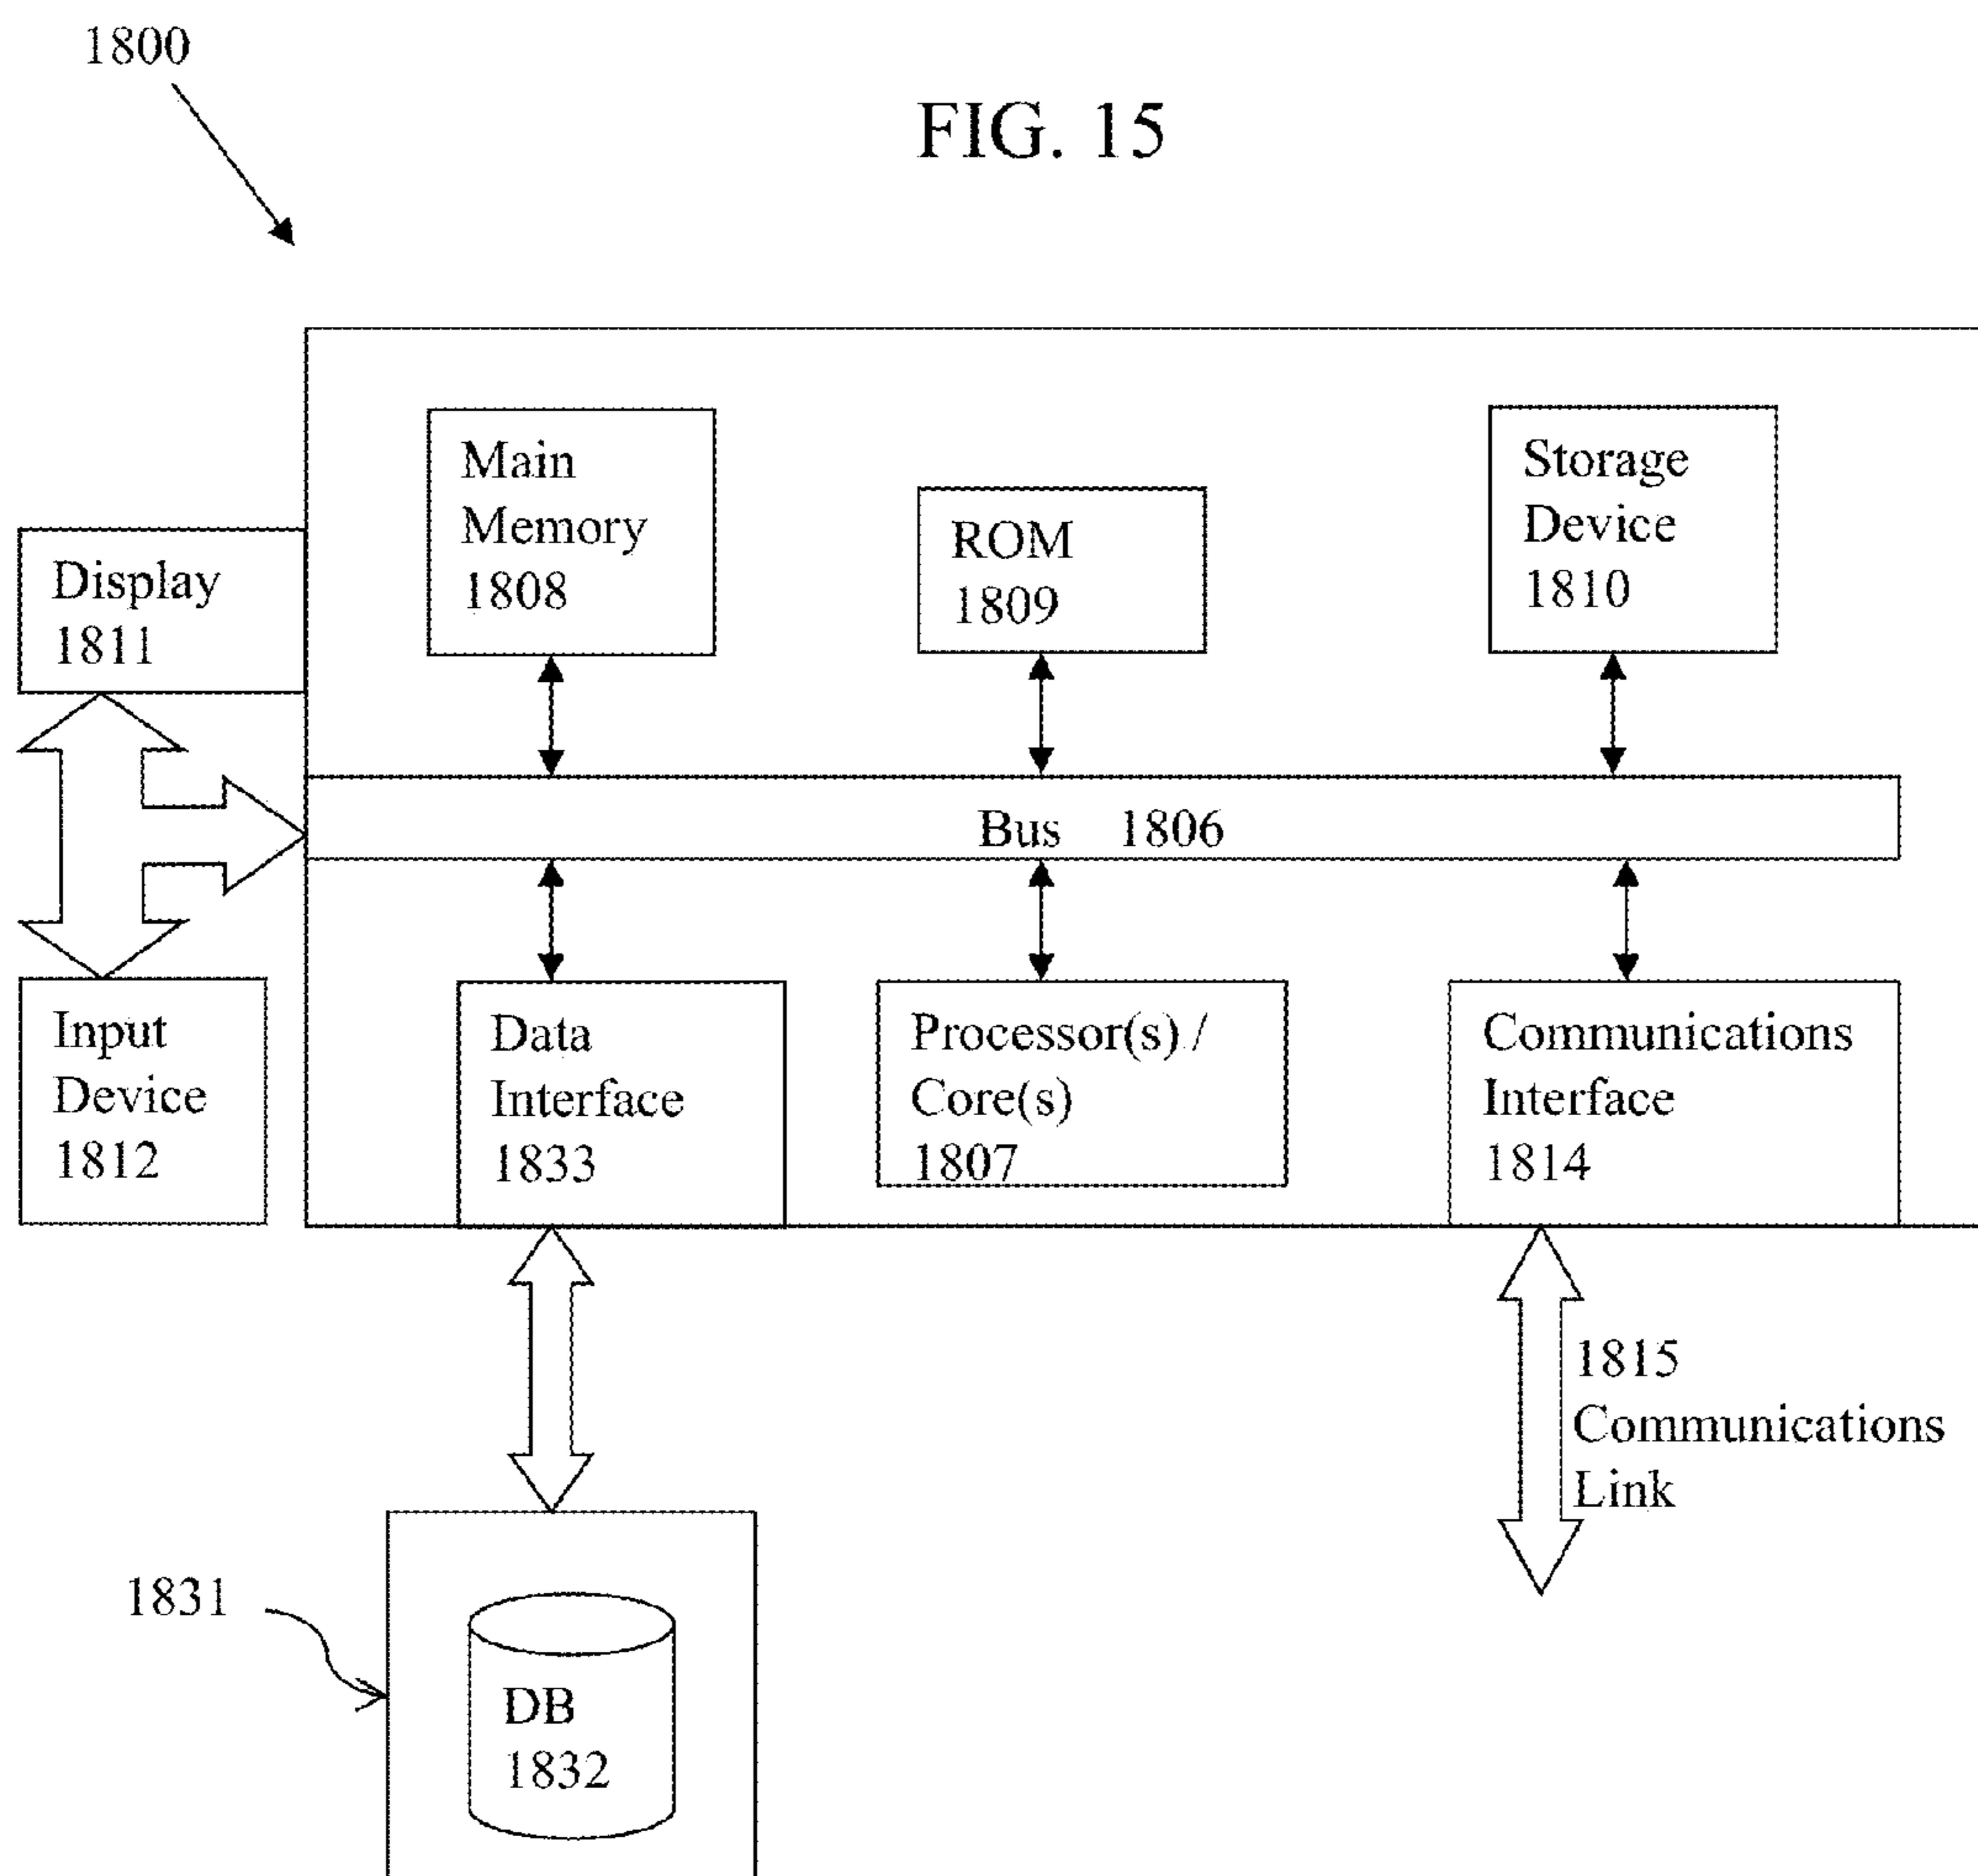 1800
FIG. 15
Main
Memory
1808
ROM
1809
Storage
Device
1810
Display
1811
Bus 1806
Input
Device
1812
Data
Interface
1833
Processor(s) /
Core(s)
1807
Communications
Interface
1814
1815
Communications
Link
1831
DB
1832